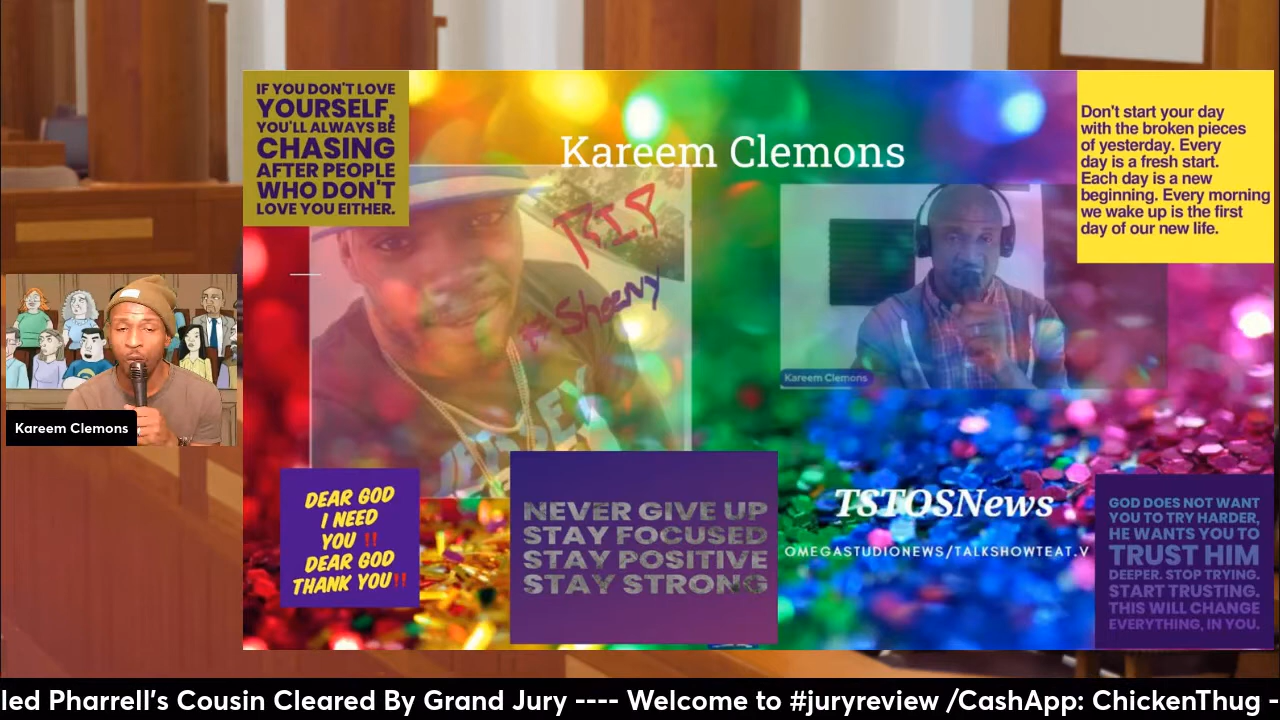 IF YOU DON'T LOVE
YOURSELF,
YOU'LL ALWAYS BE
CHASING
AFTER PEOPLE
WHO DON'T
LOVE YOU EITHER.
Kareem Clemons
Don't start your day
with the broken pieces
of yesterday. Every
day is a fresh start.
Each day is a new
beginning. Every morning
we wake up is the first
day of our new life.
RIP
Kareem Clemons
Kareem Clemons
DEAR GOD
I NEED
YOU !!
DEAR GOD
THANK YOU!!
NEVER GIVE UP
STAY FOCUSED
STAY POSITIVE
STAY STRONG
TSTOSNews
OMEGASTUDIONEWS/TALKSHOWTEAT.V
GOD DOES NOT WANT
YOU TO TRY HARDER,
HE WANTS YOU TO
TRUST HIM
DEEPER. STOP TRYING.
START TRUSTING.
THIS WILL CHANGE
EVERYTHING, IN YOU.
led Pharrell's Cousin Cleared By Grand Jury ---- Welcome to #juryreview /CashApp: ChickenThug -